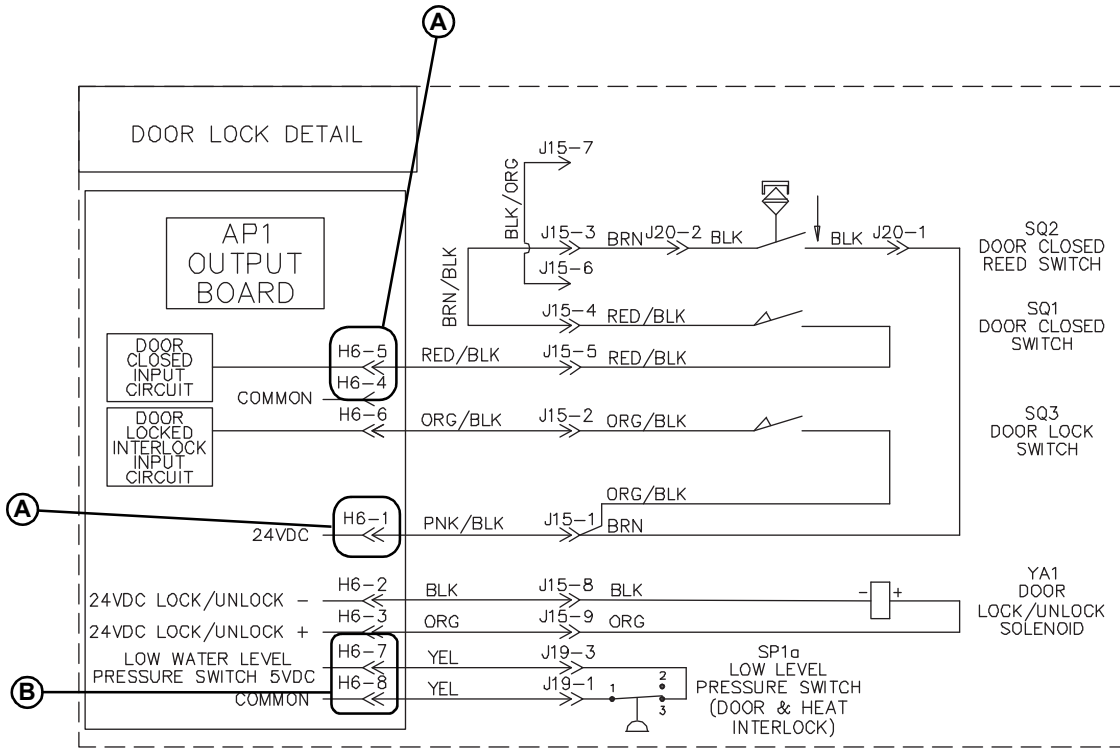 A
DOOR LOCK DETAIL
J15-7
BLK/ORG
AP1
OUTPUT
BOARD
J15-3
BRN
J20-2
BLK
BLK
J20-1
SQ2
DOOR CLOSED
REED SWITCH
BRN/BLK
J15-6
J15-4
RED/BLK
SQ1
DOOR CLOSED
SWITCH
DOOR
CLOSED
INPUT
CIRCUIT
H6-5
RED/BLK
J15-5
RED/BLK
H6-4
COMMON
H6-6
ORG/BLK
J15-2
ORG/BLK
SQ3
DOOR LOCK
SWITCH
DOOR
LOCKED
INTERLOCK
INPUT
CIRCUIT
ORG/BLK
A
H6-1
24VDC
PNK/BLK
J15-1
BRN
H6-2
24VDC LOCK/UNLOCK -
BLK
J15-8
BLK
- +
YA1
DOOR
LOCK/UNLOCK
SOLENOID
H6-3
24VDC LOCK/UNLOCK +
ORG
J15-9
ORG
H6-7
LOW WATER LEVEL
PRESSURE SWITCH 5VDC
YEL
J19-3
B
H6-8
COMMON
YEL
J19-1
1
2
3
SP1a
LOW LEVEL
PRESSURE SWITCH
(DOOR & HEAT
INTERLOCK)